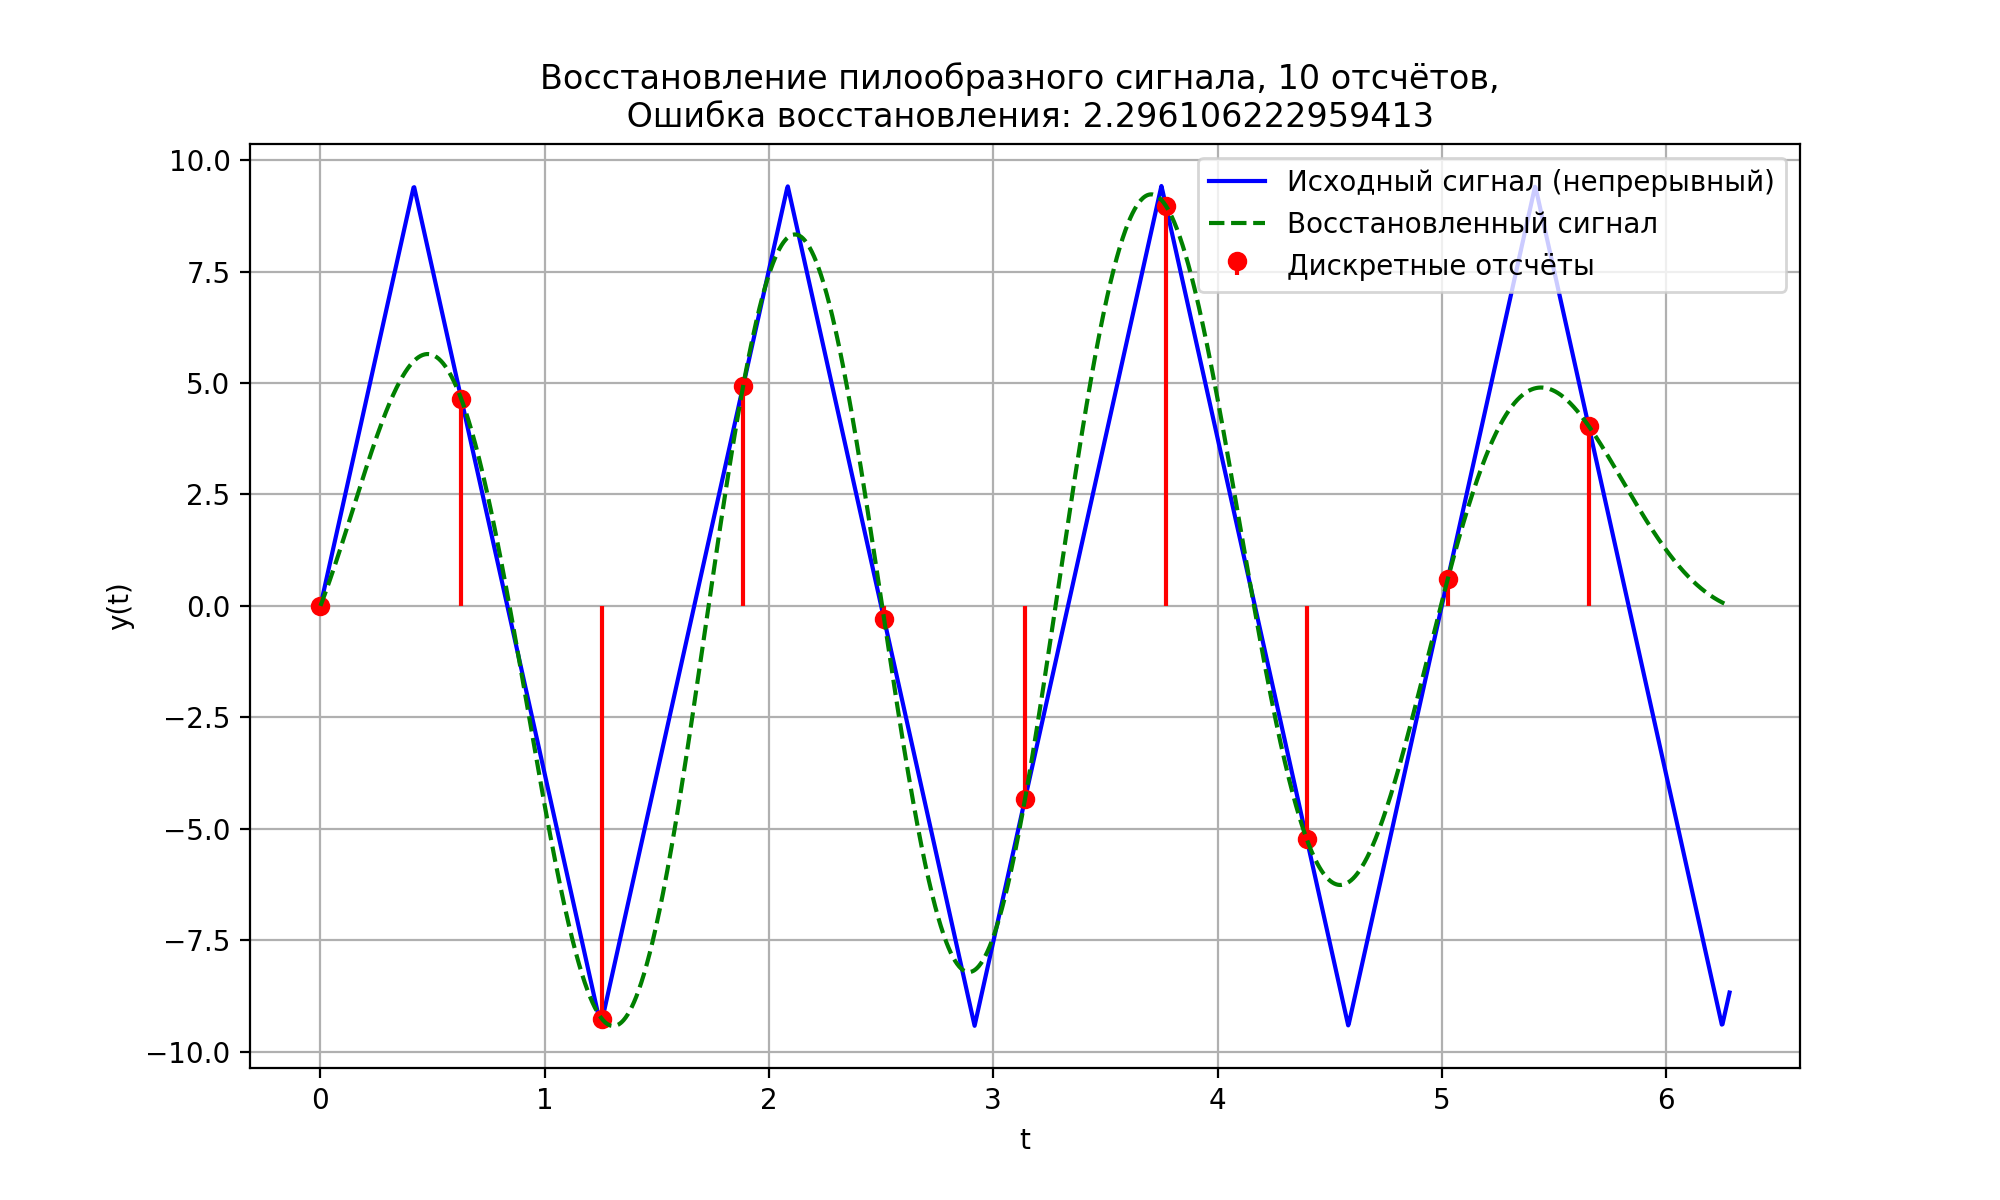 Восстановление пилообразного сигнала, 10 отсчётов,
Ошибка восстановления: 2.296106222959413
10.0
7.5
5.0
2.5
0.0
−2.5
−5.0
−7.5
−10.0
y(t)
Исходный сигнал (непрерывный)
Восстановленный сигнал
Дискретные отсчёты
0 1 2 3 4 5 6
t